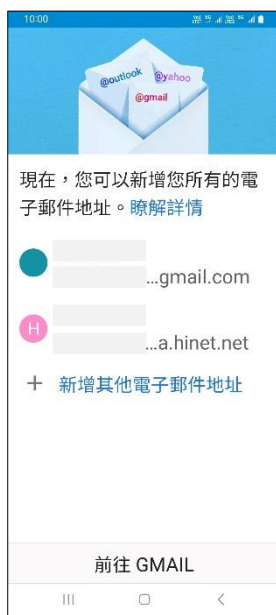 10:00
@outlook
@yahoo
@gmail
現在，您可以新增您所有的電
子郵件地址。瞭解詳情
...gmail.com
H
...a.hinet.net
+ 新增其他電子郵件地址
前往 GMAIL